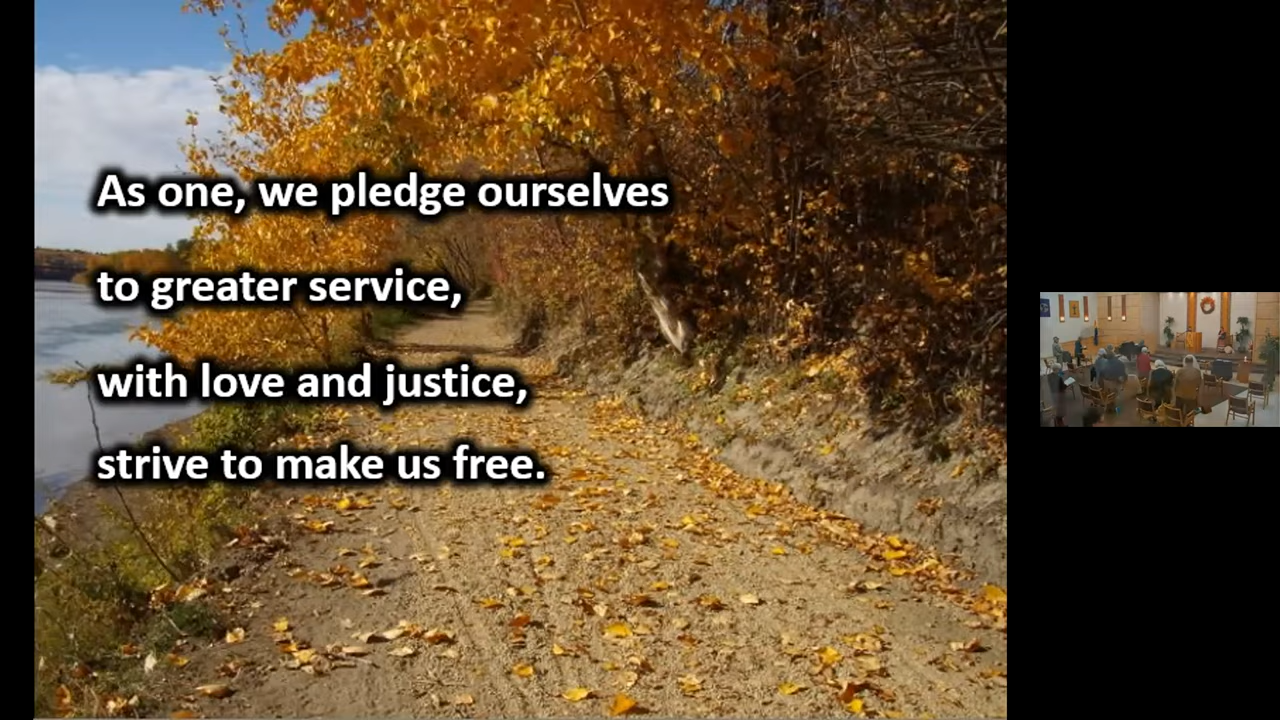 As one, we pledge ourselves
to greater service,
with love and justice,
strive to make us free.